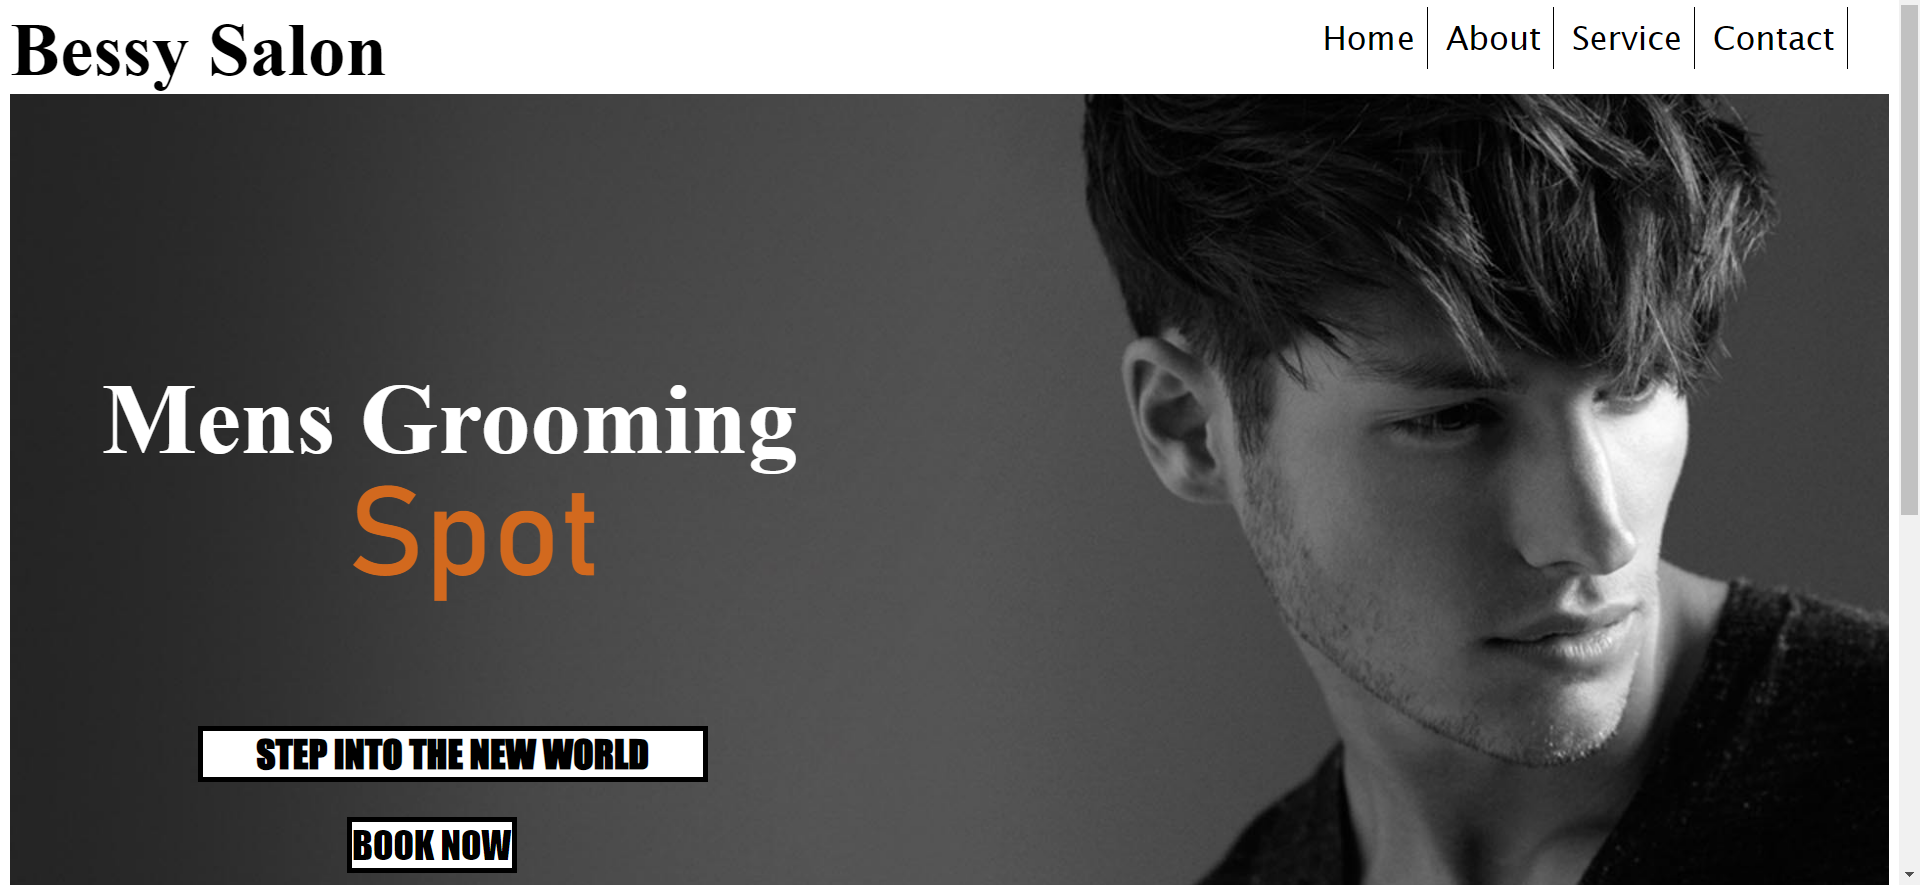 Bessy Salon
Home About Service Contact
Mens Grooming
Spot
STEP INTO THE NEW WORLD
BOOK NOW